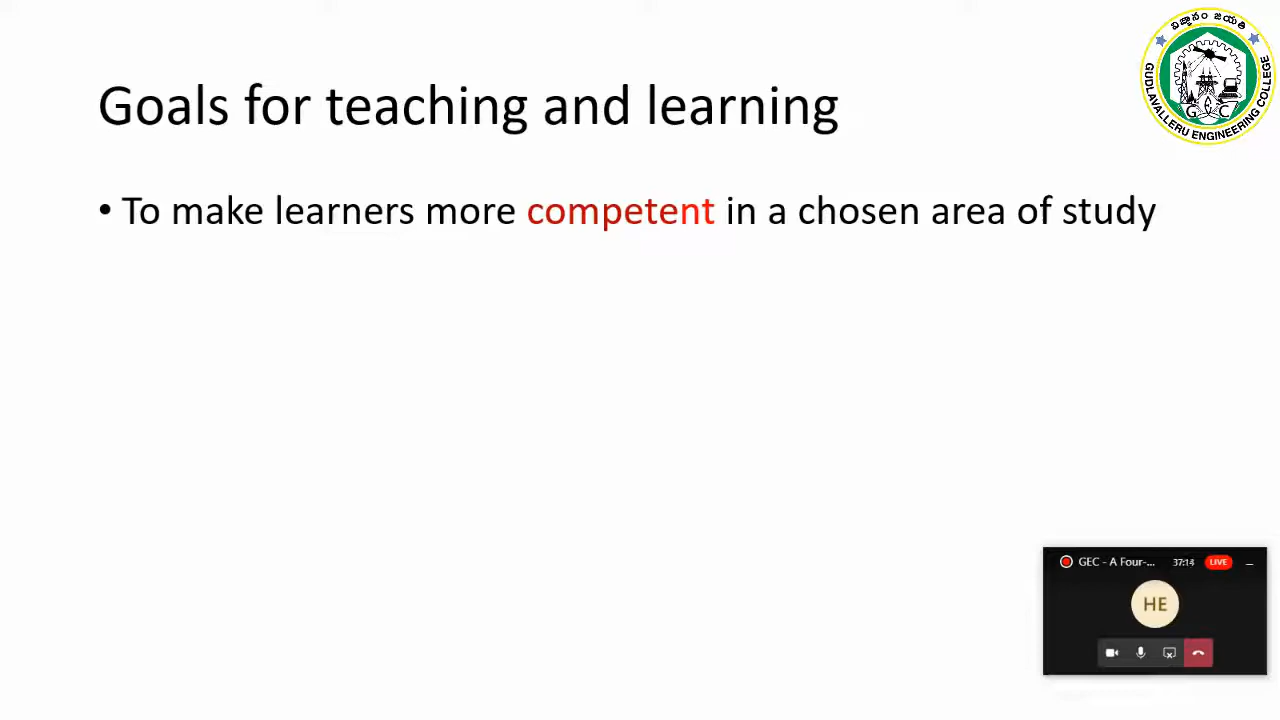 విజ్ఞానం జయతి
GUDLAVALLERU ENGINEERING COLLEGE
G C
Goals for teaching and learning
• To make learners more competent in a chosen area of study
GEC - A Four-... 37:14 LIVE
HE